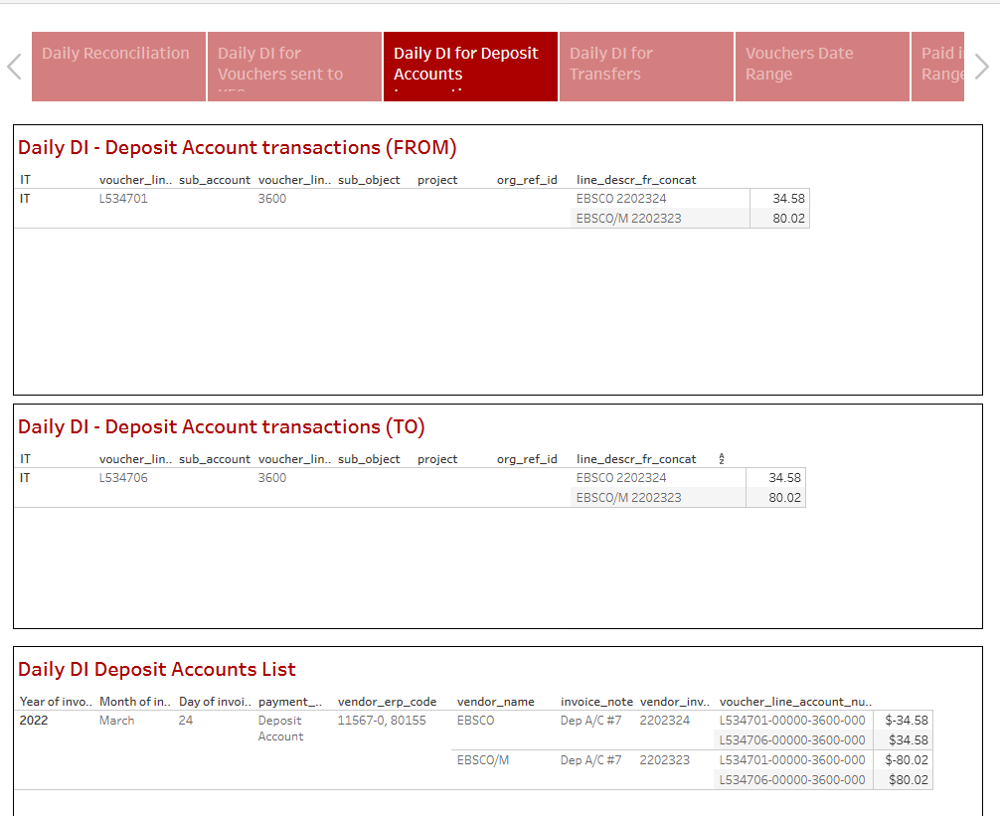 Daily Reconciliation
Daily DI for
Vouchers sent to
Daily DI for Deposit
Accounts
Daily DI for
Transfers
Vouchers Date
Range
Paid i
Range
Daily DI - Deposit Account transactions (FROM)
IT voucher_lin.. sub_account voucher_lin.. sub_object project org_ref_id line_descr_fr_concat
IT L534701 3600 EBSCO 2202324 34.58
EBSCO/M 2202323 80.02
Daily DI - Deposit Account transactions (TO)
IT voucher_lin.. sub_account voucher_lin.. sub_object project org_ref_id line_descr_fr_concat
IT L534706 3600 EBSCO 2202324 34.58
EBSCO/M 2202323 80.02
Daily DI Deposit Accounts List
Year of invo.. Month of in.. Day of invoi.. payment_.. vendor_erp_code vendor_name invoice_note vendor_inv.. voucher_line_account_nu..
2022 March 24 Deposit Account 11567-0, 80155 EBSCO Dep A/C #7 2202324 L534701-00000-3600-000 $-34.58
L534706-00000-3600-000 $34.58
EBSCO/M Dep A/C #7 2202323 L534701-00000-3600-000 $-80.02
L534706-00000-3600-000 $80.02